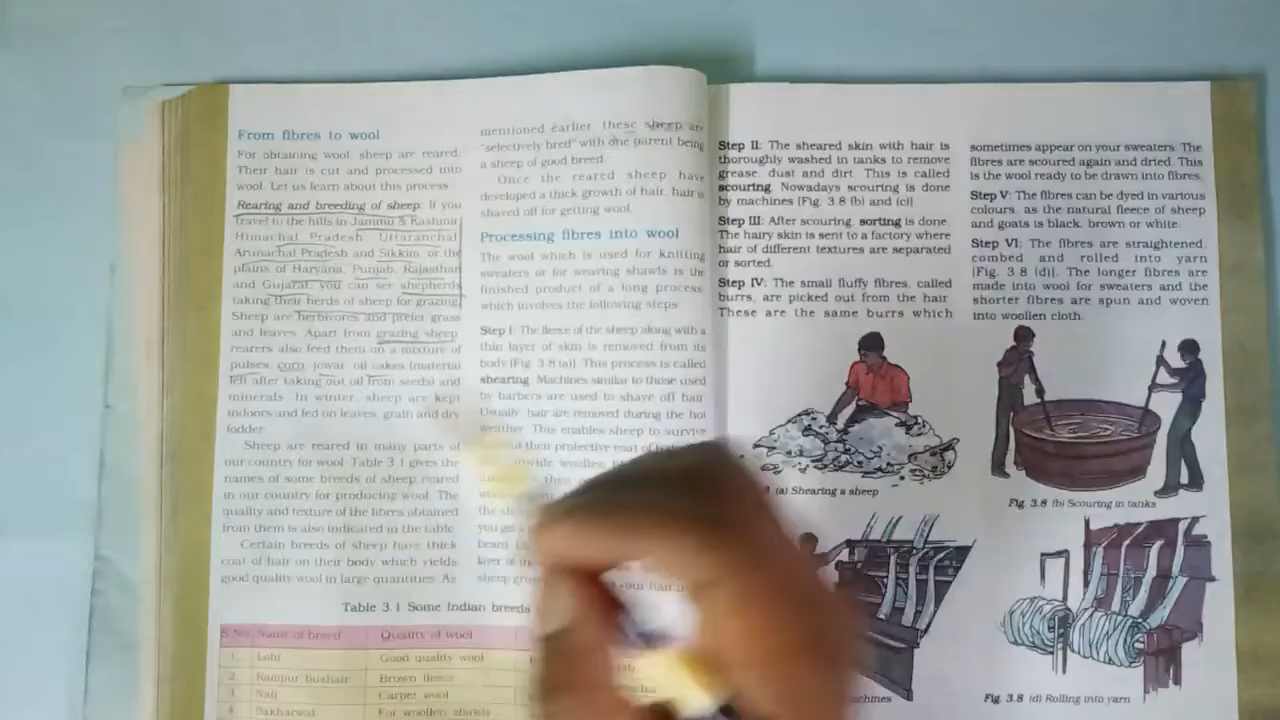 From fibres to wool
For obtaining wool, sheep are reared.
Their hair is cut and processed into
wool. Let us learn about this process.
Rearing and breeding of sheep: If you
travel to the hills in Jammu & Kashmir,
Himachal Pradesh, Uttaranchal,
Arunachal Pradesh and Sikkim, or the
plains of Haryana, Punjab, Rajasthan
and Gujarat, you can see shepherds
taking their herds of sheep for grazing.
Sheep are herbivores and prefer grass
and leaves. Apart from grazing sheep,
rearers also feed them on a mixture of
pulses, corn, jowar, oil cakes (material
left after taking out oil from seeds) and
minerals. In winter, sheep are kept
indoors and fed on leaves, grain and dry
fodder.
Sheep are reared in many parts of
our country for wool. Table 3.1 gives the
names of some breeds of sheep reared
in our country for producing wool. The
quality and texture of the fibres obtained
from them is also indicated in the table.
Certain breeds of sheep have thick
coat of hair on their body which yields
good quality wool in large quantities. As
mentioned earlier, these sheep are
"selectively bred" with one parent being
a sheep of good breed.
Once the reared sheep have
developed a thick growth of hair, hair is
shaved off for getting wool.
Processing fibres into wool
The wool which is used for knitting
sweaters or for weaving shawls is the
finished product of a long process,
which involves the following steps:
Step I: The fleece of the sheep along with a
thin layer of skin is removed from its
body [Fig. 3.8(a)]. This process is called
shearing. Machines similar to those used
by barbers are used to shave off hair.
Usually, hair are removed during the hot
weather. This enables sheep to survive
their protective coat of
provide woollen
you get
layer of
your hair
Table 3.1 Some Indian breeds
S.No. Name of breed Quality of wool
1. Lohi Good quality wool
2. Rampur bushair Brown fleece
3. Nali Carpet wool
4. Bakharwal For woollen shawls
Step II: The sheared skin with hair is
thoroughly washed in tanks to remove
grease, dust and dirt. This is called
scouring. Nowadays scouring is done
by machines [Fig. 3.8 (b) and (c)].
Step III: After scouring, sorting is done.
The hairy skin is sent to a factory where
hair of different textures are separated
or sorted.
Step IV: The small fluffy fibres, called
burrs, are picked out from the hair.
These are the same burrs which
sometimes appear on your sweaters. The
fibres are scoured again and dried. This
is the wool ready to be drawn into fibres.
Step V: The fibres can be dyed in various
colours, as the natural fleece of sheep
and goats is black, brown or white.
Step VI: The fibres are straightened,
combed and rolled into yarn
[Fig. 3.8 (d)]. The longer fibres are
made into wool for sweaters and the
shorter fibres are spun and woven
into woollen cloth.
(a) Shearing a sheep
Fig. 3.8 (b) Scouring in tanks
Fig. 3.8 (d) Rolling into yarn